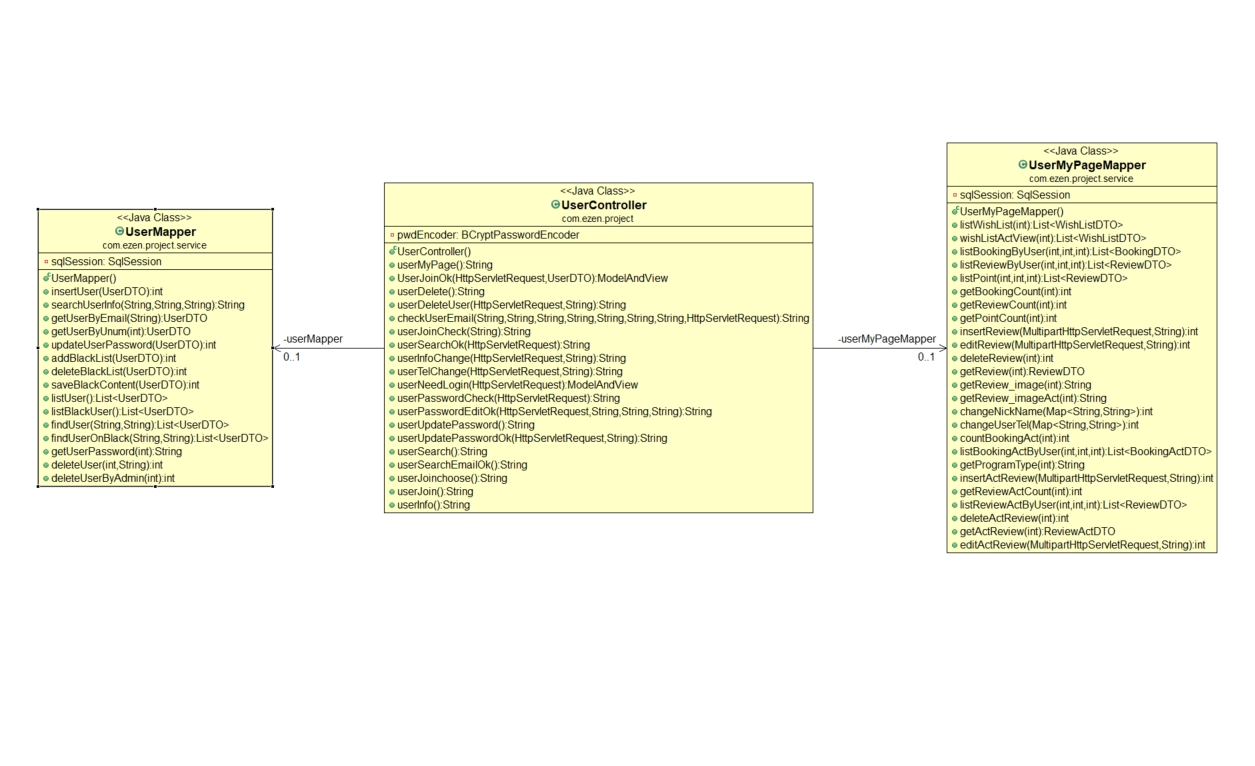 <<Java Class>>
UserMapper
com.ezen.project.service
sqlSession: SqlSession
UserMapper()
insertUser(UserDTO):int
searchUserInfo(String,String,String):String
getUserByEmail(String):UserDTO
getUserByUnum(int):UserDTO
updateUserPassword(UserDTO):int
addBlackList(UserDTO):int
deleteBlackList(UserDTO):int
saveBlackContent(UserDTO):int
listUser():List<UserDTO>
listBlackUser():List<UserDTO>
findUser(String,String):List<UserDTO>
findUserOnBlack(String,String):List<UserDTO>
getUserPassword(int):String
deleteUser(int,String):int
deleteUserByAdmin(int):int
-userMapper
0..1
<<Java Class>>
UserController
com.ezen.project
pwdEncoder: BCryptPasswordEncoder
UserController()
userMyPage():String
UserJoinOk(HttpServletRequest,UserDTO):ModelAndView
userDelete():String
userDeleteUser(HttpServletRequest,String):String
checkUserEmail(String,String,String,String,String,String,HttpServletRequest):String
userJoinCheck(String):String
userSearchOk(HttpServletRequest):String
userInfoChange(HttpServletRequest,String):String
userTelChange(HttpServletRequest,String):String
userNeedLogin(HttpServletRequest):ModelAndView
userPasswordCheck(HttpServletRequest):String
userPasswordEditOk(HttpServletRequest,String,String,String):String
userUpdatePassword():String
userUpdatePasswordOk(HttpServletRequest,String):String
userSearch():String
userSearchEmailOk():String
userJoinchoose():String
userJoin():String
userInfo():String
-userMyPageMapper
0..1
<<Java Class>>
UserMyPageMapper
com.ezen.project.service
sqlSession: SqlSession
UserMyPageMapper()
listWishList(int):List<WishListDTO>
wishListActView(int):List<WishListDTO>
listBookingByUser(int,int,int):List<BookingDTO>
listReviewByUser(int,int,int):List<ReviewDTO>
listPoint(int,int,int):List<ReviewDTO>
getBookingCount(int):int
getReviewCount(int):int
getPointCount(int):int
insertReview(MultipartHttpServletRequest,String):int
editReview(MultipartHttpServletRequest,String):int
deleteReview(int):int
getReview(int):ReviewDTO
getReview_image(int):String
getReview_imageAct(int):String
changeNickName(Map<String,String>):int
changeUserTel(Map<String,String>):int
countBookingAct(int):int
listBookingActByUser(int,int,int):List<BookingActDTO>
getProgramType(int):String
insertActReview(MultipartHttpServletRequest,String):int
getReviewActCount(int):int
listReviewActByUser(int,int,int):List<ReviewDTO>
deleteActReview(int):int
getActReview(int):ReviewActDTO
editActReview(MultipartHttpServletRequest,String):int